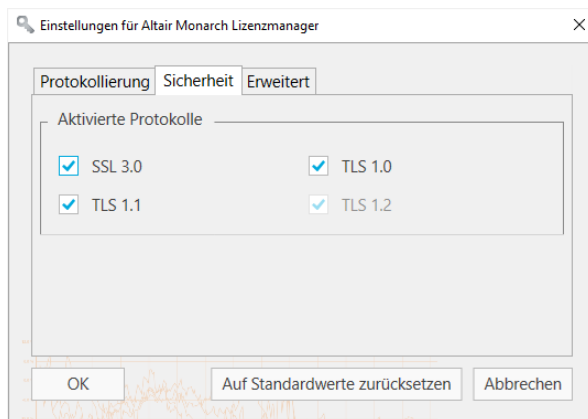 Einstellungen für Altair Monarch Lizenzmanager
Protokollierung Sicherheit Erweitert
Aktivierte Protokolle
SSL 3.0 TLS 1.0
TLS 1.1 TLS 1.2
OK Auf Standardwerte zurücksetzen Abbrechen